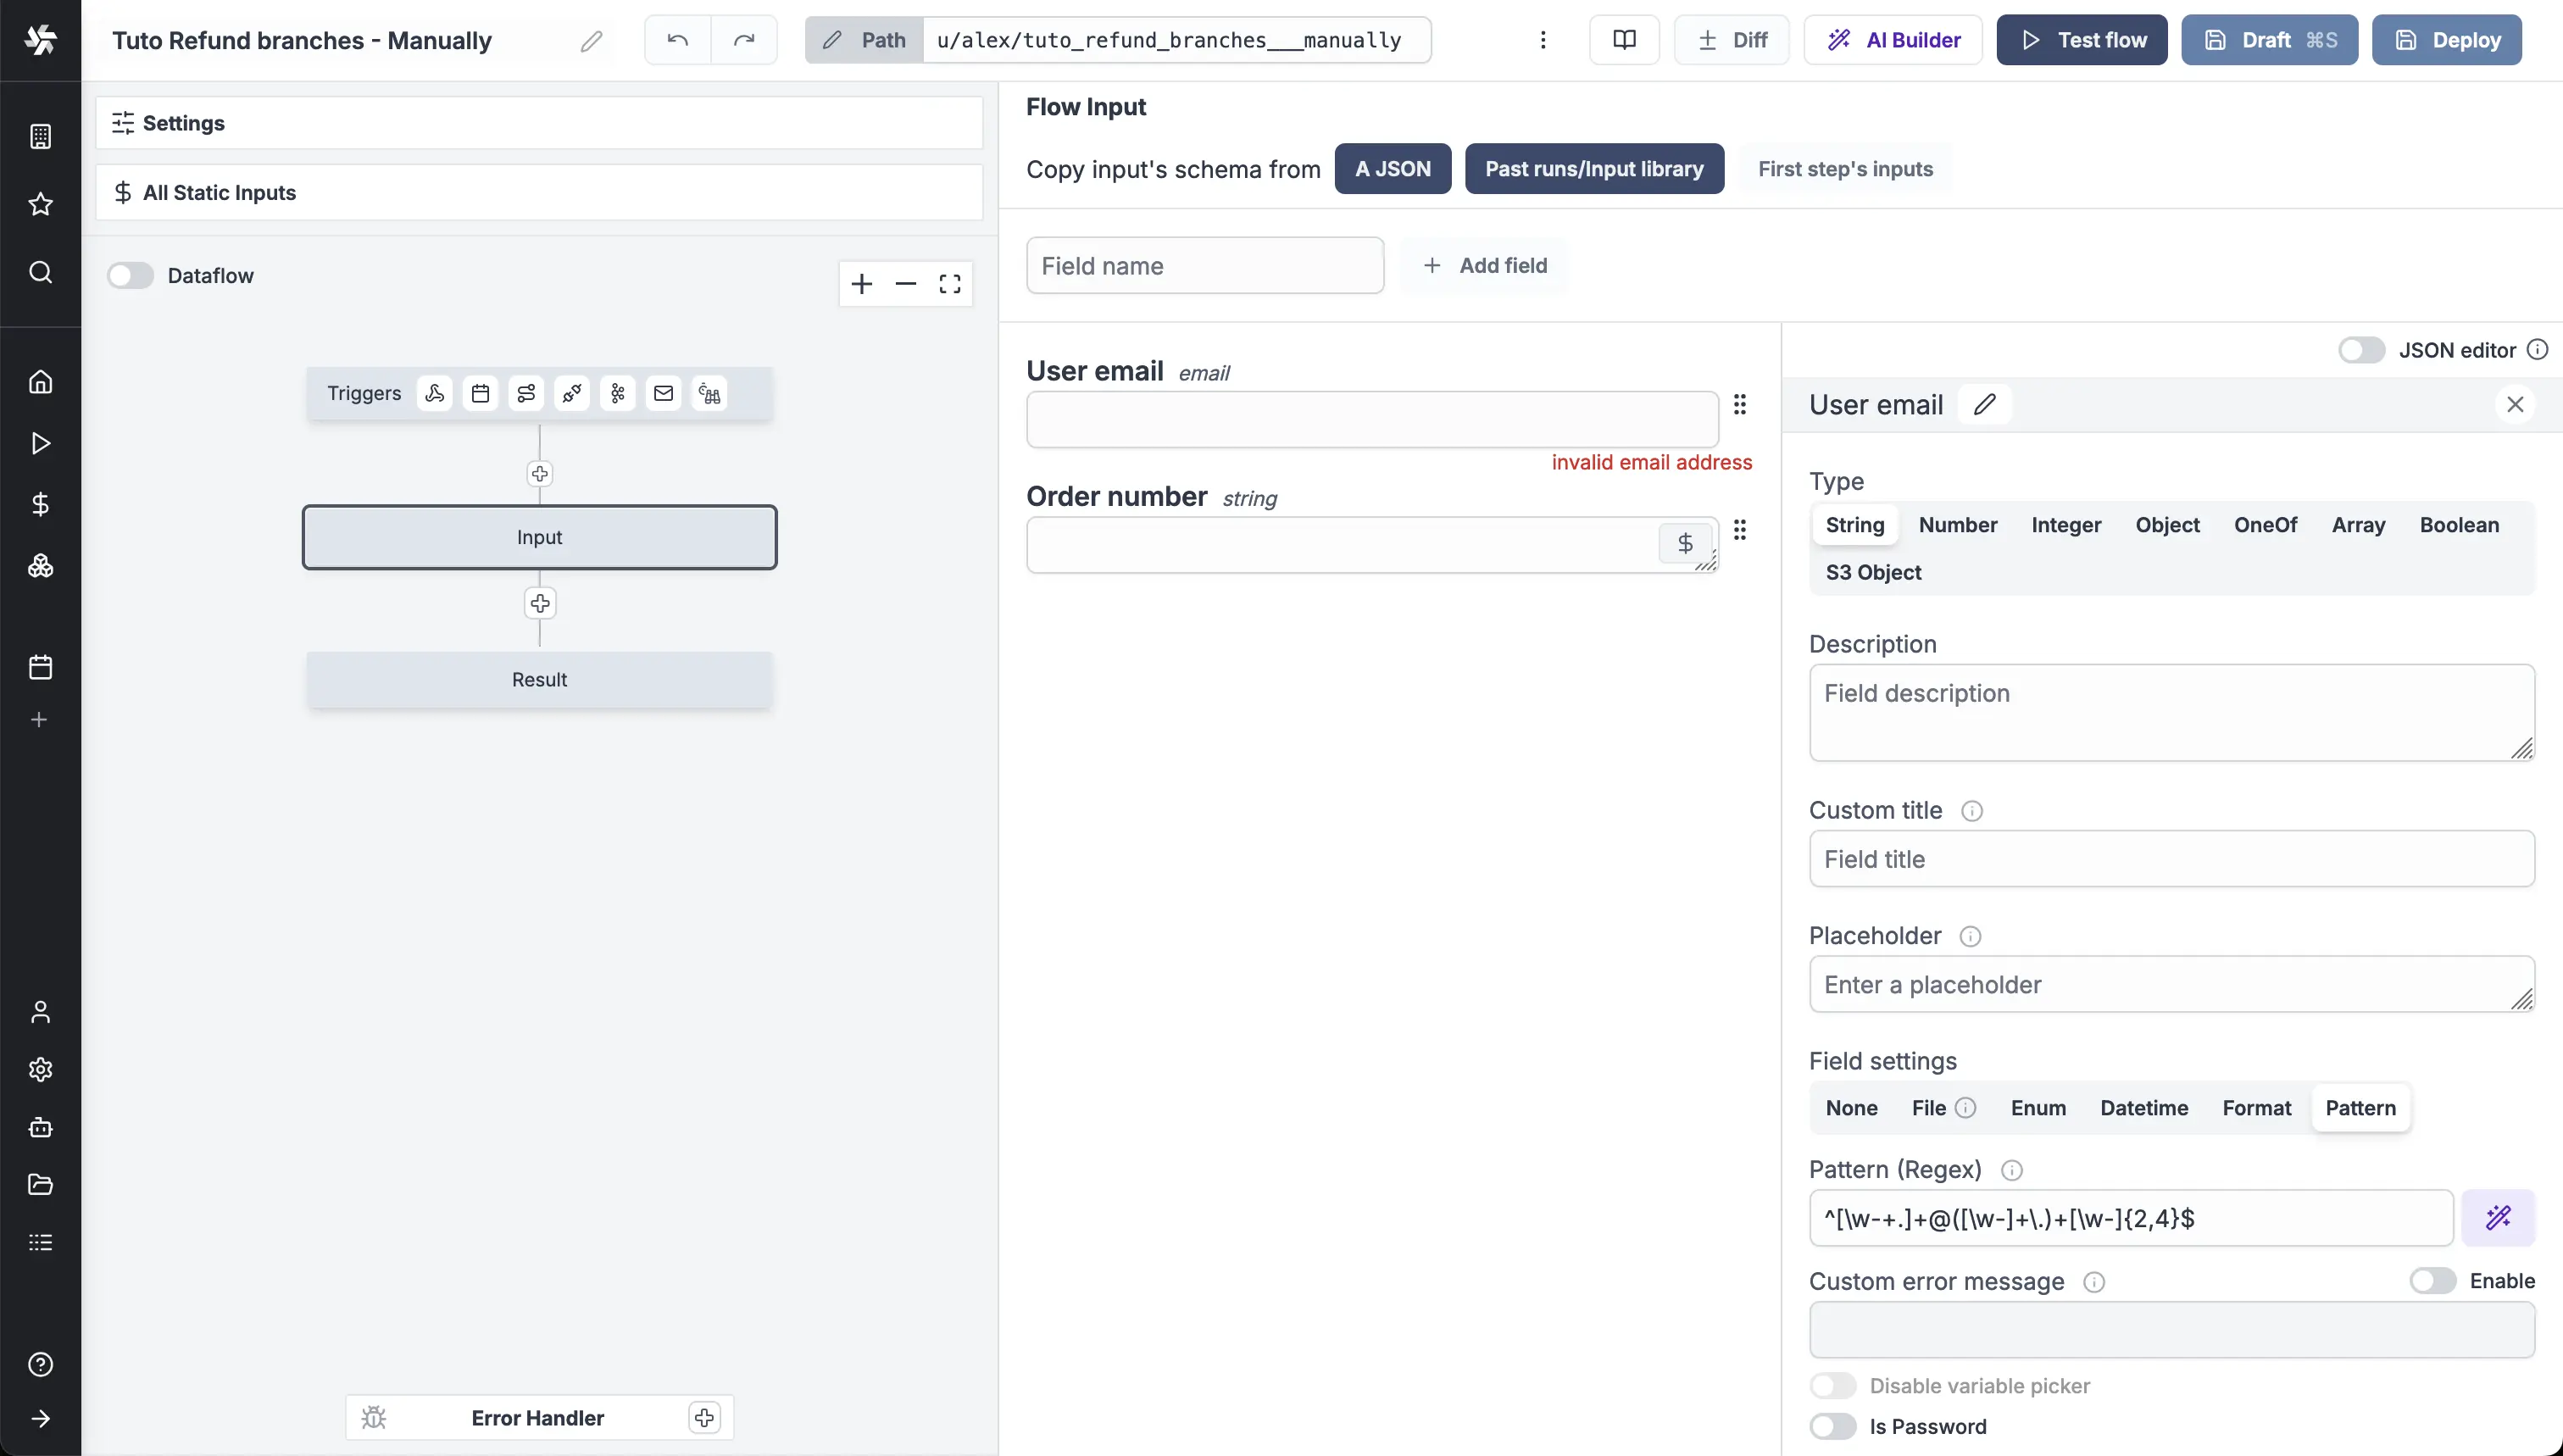 Tuto Refund branches - Manually
Path
u/alex/tuto_refund_branches___manually
Diff
AI Builder
Test flow
Draft ⌘S
Deploy
Settings
All Static Inputs
Dataflow
Triggers
Input
Result
Error Handler
Flow Input
Copy input's schema from
A JSON
Past runs/Input library
First step's inputs
Field name
Add field
User email email
invalid email address
Order number string
$
JSON editor
User email
Type
String Number Integer Object OneOf Array Boolean
S3 Object
Description
Field description
Custom title
Field title
Placeholder
Enter a placeholder
Field settings
None File Enum Datetime Format Pattern
Pattern (Regex)
^[\w-+.]+@([\w-]+\.)+[\w-]{2,4}$
Custom error message
Enable
Disable variable picker
Is Password